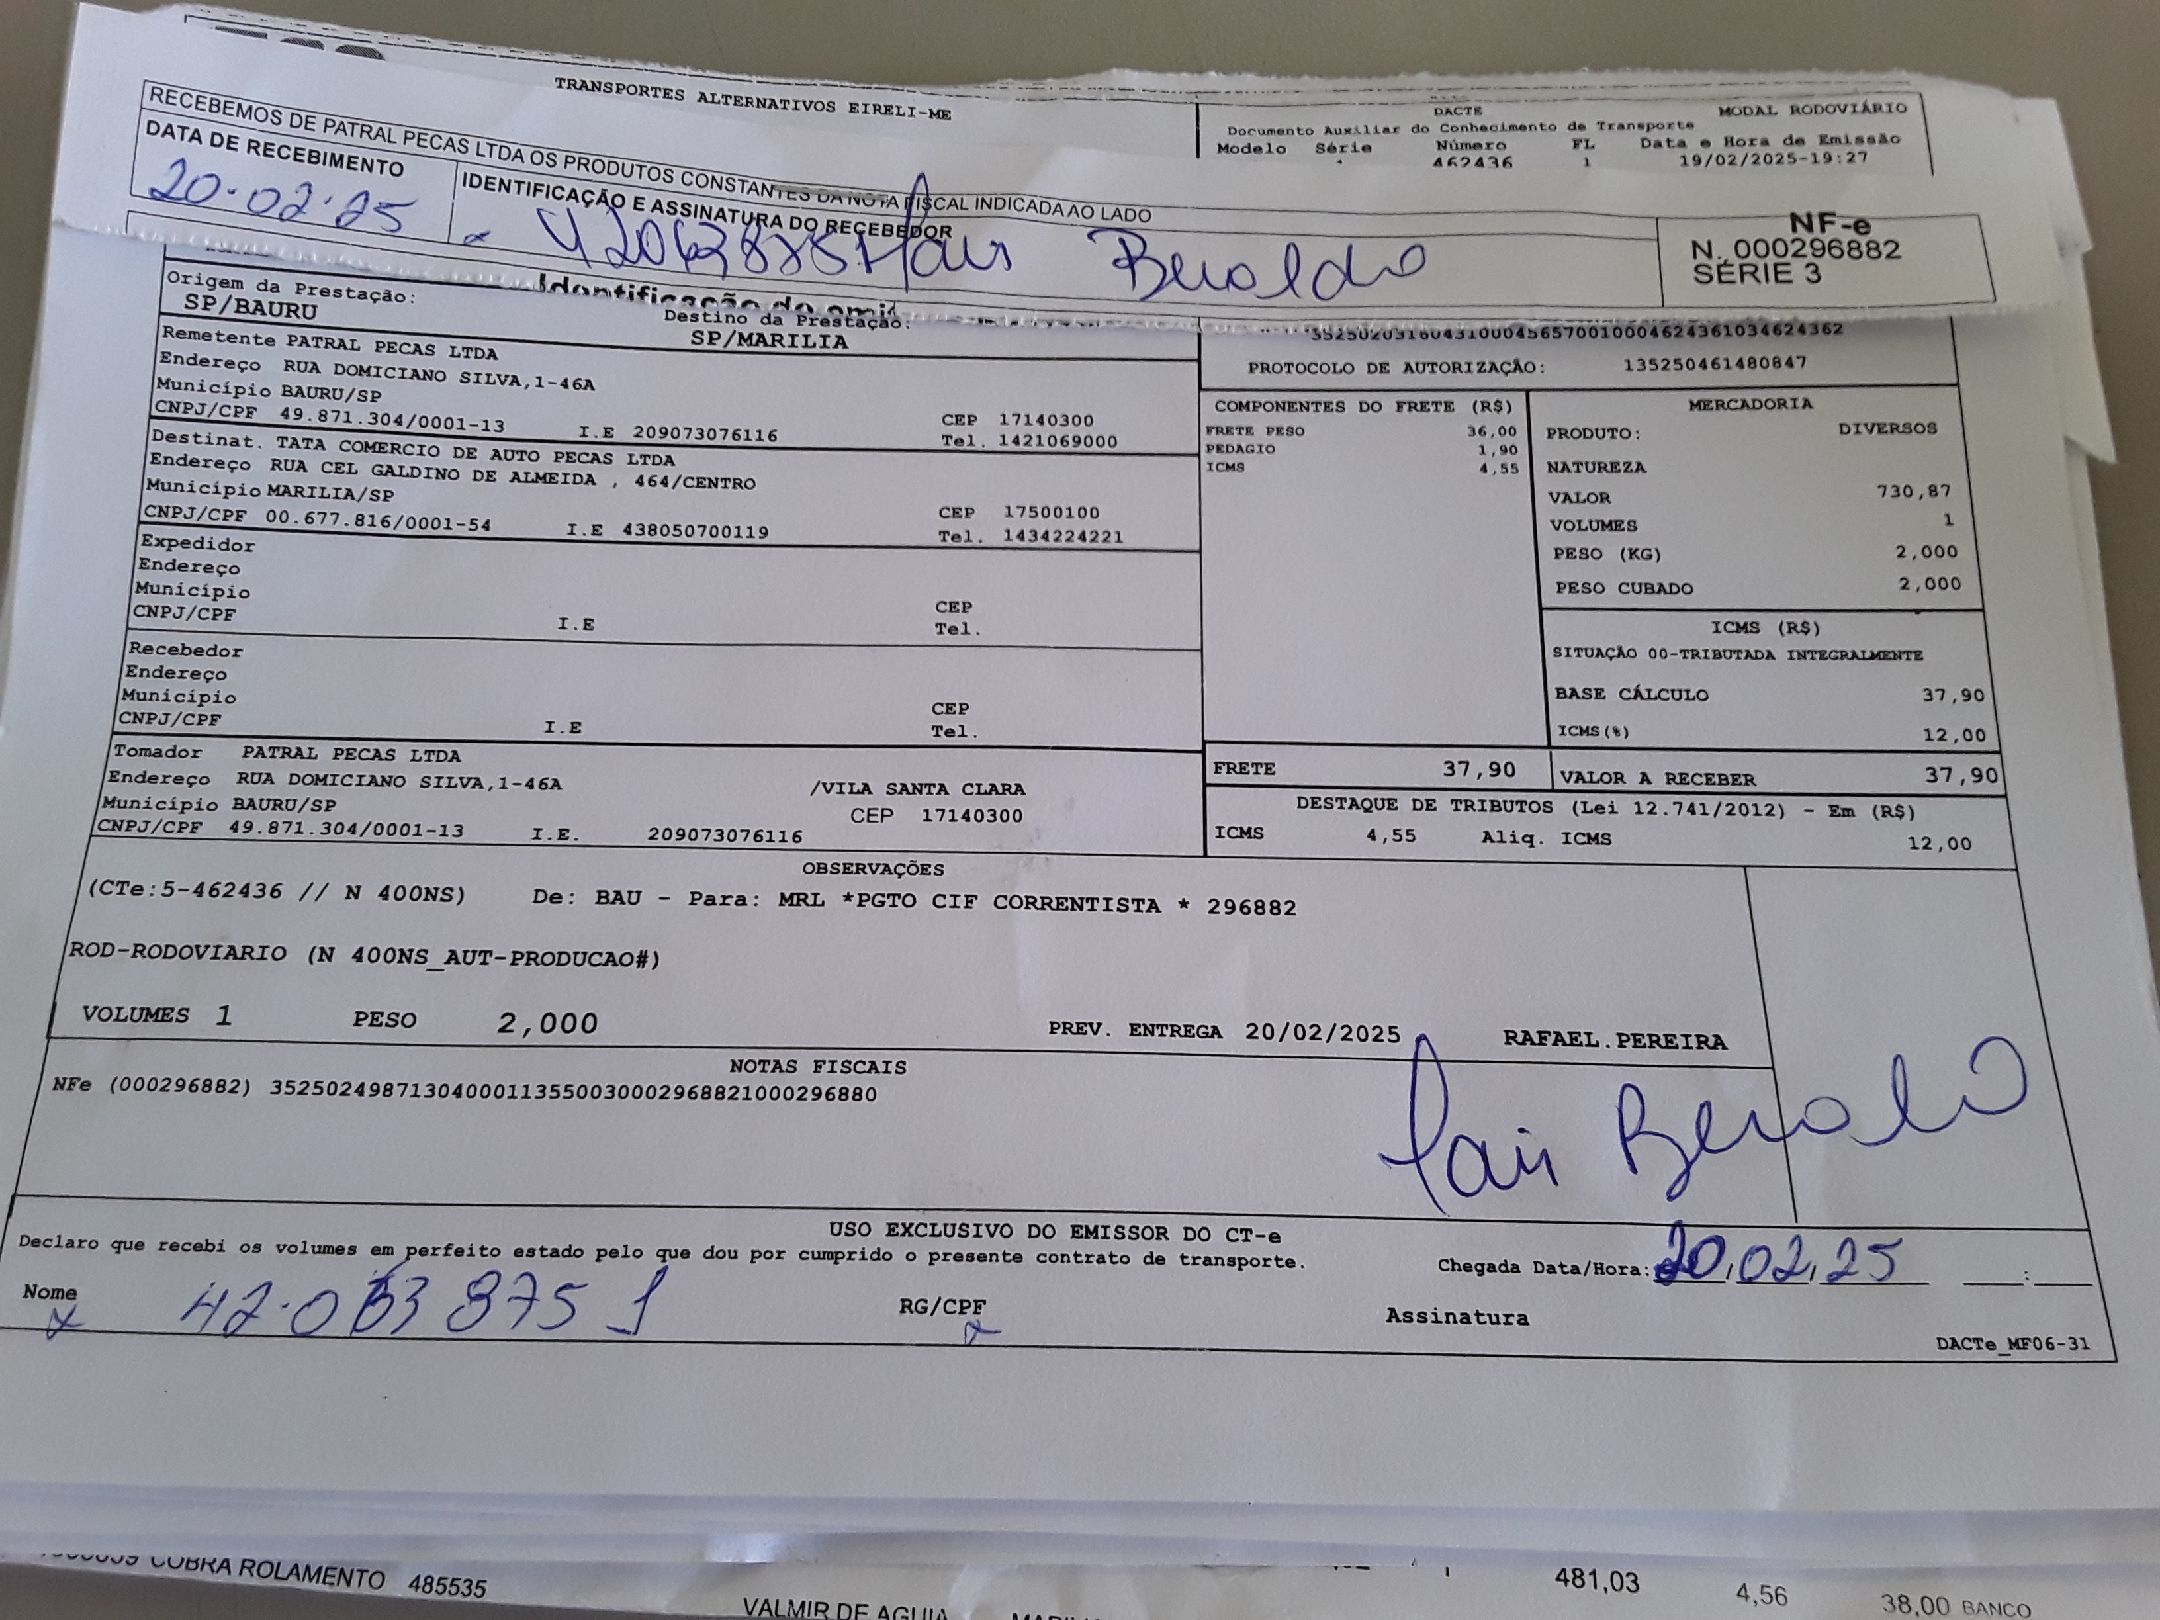 TRANSPORTES ALTERNATIVOS EIRELI-ME
DACTE MODAL RODOVIÁRIO
Documento Auxiliar do Conhecimento de Transporte
Modelo Série Número FL Data e Hora de Emissão
462436 1 19/02/2025-19:27
RECEBEMOS DE PATRAL PECAS LTDA OS PRODUTOS CONSTANTES DA NOTA FISCAL INDICADA AO LADO
DATA DE RECEBIMENTO
20.02.25
IDENTIFICAÇÃO E ASSINATURA DO RECEBEDOR
Beraldo
NF-e
N. 000296882
SÉRIE 3
Origem da Prestação:
SP/BAURU
Destino da Prestação:
SP/MARILIA
35250203160431000456570010004624361034624362
PROTOCOLO DE AUTORIZAÇÃO: 135250461480847
Remetente PATRAL PECAS LTDA
Endereço RUA DOMICIANO SILVA,1-46A
Município BAURU/SP CEP 17140300
CNPJ/CPF 49.871.304/0001-13 I.E 209073076116 Tel. 1421069000
Destinat. TATA COMERCIO DE AUTO PECAS LTDA
Endereço RUA CEL GALDINO DE ALMEIDA , 464/CENTRO
Município MARILIA/SP CEP 17500100
CNPJ/CPF 00.677.816/0001-54 I.E 438050700119 Tel. 1434224221
Expedidor
Endereço
Município CEP
CNPJ/CPF I.E Tel.
Recebedor
Endereço
Município CEP
CNPJ/CPF I.E Tel.
Tomador PATRAL PECAS LTDA
Endereço RUA DOMICIANO SILVA,1-46A /VILA SANTA CLARA
Município BAURU/SP CEP 17140300
CNPJ/CPF 49.871.304/0001-13 I.E. 209073076116
COMPONENTES DO FRETE (R$)
FRETE PESO 36,00
PEDAGIO 1,90
ICMS 4,55
MERCADORIA
PRODUTO: DIVERSOS
NATUREZA
VALOR 730,87
VOLUMES 1
PESO (KG) 2,000
PESO CUBADO 2,000
ICMS (R$)
SITUAÇÃO 00-TRIBUTADA INTEGRALMENTE
BASE CÁLCULO 37,90
ICMS(%) 12,00
FRETE 37,90 VALOR A RECEBER 37,90
DESTAQUE DE TRIBUTOS (Lei 12.741/2012) - Em (R$)
ICMS 4,55 Aliq. ICMS 12,00
OBSERVAÇÕES
(CTe:5-462436 // N 400NS) De: BAU - Para: MRL *PGTO CIF CORRENTISTA * 296882
ROD-RODOVIARIO (N 400NS_AUT-PRODUCAO#)
VOLUMES 1 PESO 2,000 PREV. ENTREGA 20/02/2025 RAFAEL.PEREIRA
NOTAS FISCAIS
NFe (000296882) 35250249871304000113550030002968821000296880
Beraldo
USO EXCLUSIVO DO EMISSOR DO CT-e
Declaro que recebi os volumes em perfeito estado pelo que dou por cumprido o presente contrato de transporte.
Chegada Data/Hora: 20,02,25 __:__
Nome RG/CPF Assinatura
DACTe_MF06-31
COBRA ROLAMENTO 485535
481,03 4,56 38,00 BANCO
VALMIR DE AGUIA